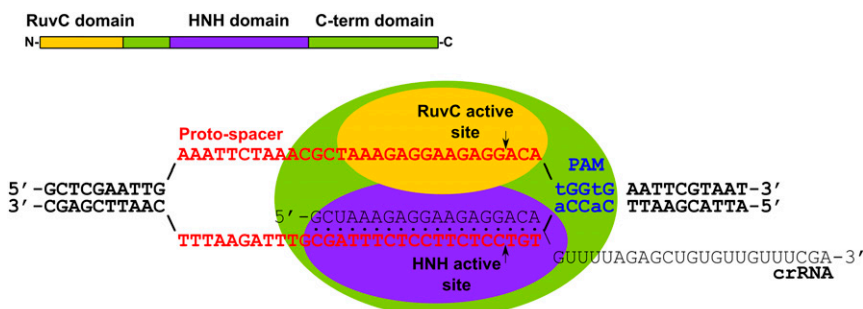 RuvC domain HNH domain C-term domain
N- -C
RuvC active
site
Proto-spacer
AAATTCTAAACGCTAAAGAGGAAGAGGACA
PAM
5'-GCTCGAATTG tGGtG AATTCGTAAT-3'
3'-CGAGCTTAAC aCCaC TTAAGCATTA-5'
5'-GCUAAAGAGGAAGAGGACA
TTTAAGATTTGCGATTTCTCCTTCTCCTGT
GUUUUAGAGCUGUGUUGUUUCGA-3'
HNH active
site
crRNA